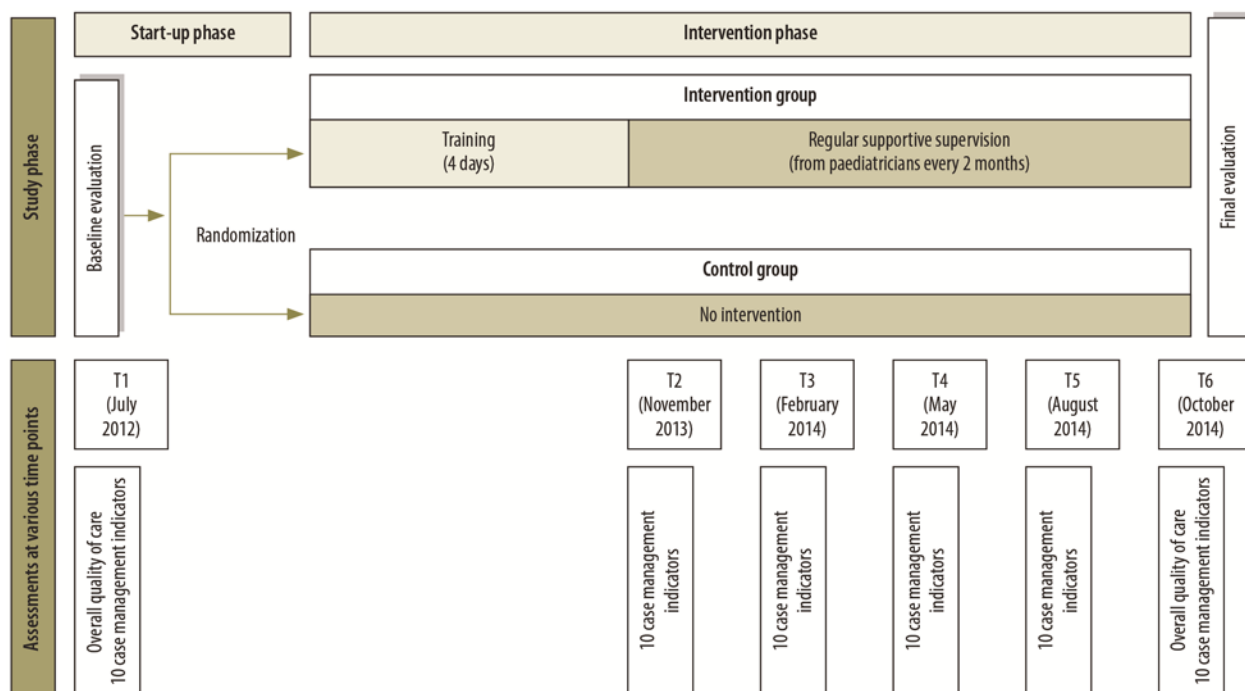 Study phase
Start-up phase
Intervention phase
Baseline evaluation
Randomization
Intervention group
Training
(4 days)
Regular supportive supervision
(from paediatricians every 2 months)
Control group
No intervention
Final evaluation
Assessments at various time points
T1
(July
2012)
T2
(November
2013)
T3
(February
2014)
T4
(May
2014)
T5
(August
2014)
T6
(October
2014)
Overall quality of care
10 case management indicators
10 case management
indicators
10 case management
indicators
10 case management
indicators
10 case management
indicators
Overall quality of care
10 case management indicators